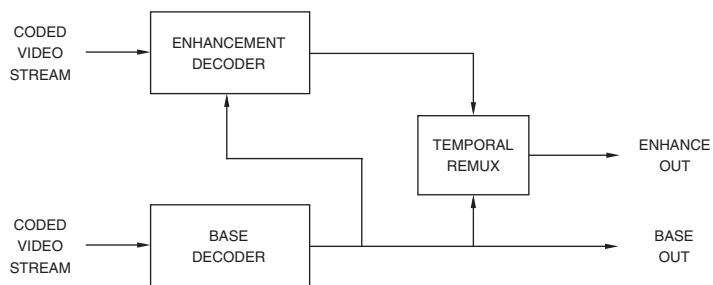 CODED
VIDEO
STREAM
ENHANCEMENT
DECODER
TEMPORAL
REMUX
ENHANCE
OUT
CODED
VIDEO
STREAM
BASE
DECODER
BASE
OUT